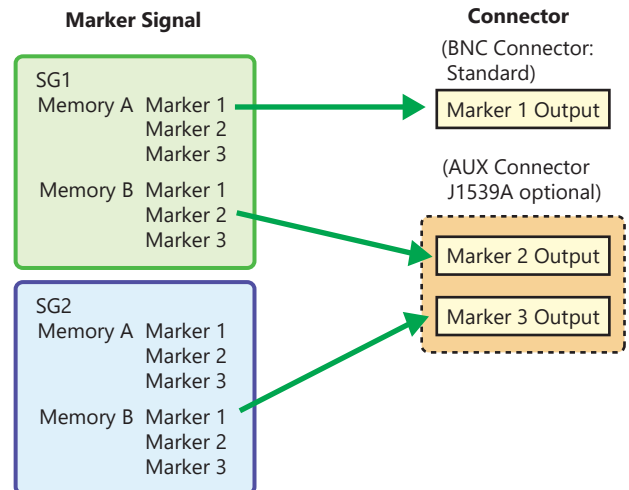 Marker Signal
SG1
Memory A Marker 1
Marker 2
Marker 3
Memory B Marker 1
Marker 2
Marker 3
SG2
Memory A Marker 1
Marker 2
Marker 3
Memory B Marker 1
Marker 2
Marker 3
Connector
(BNC Connector:
Standard)
Marker 1 Output
(AUX Connector
J1539A optional)
Marker 2 Output
Marker 3 Output